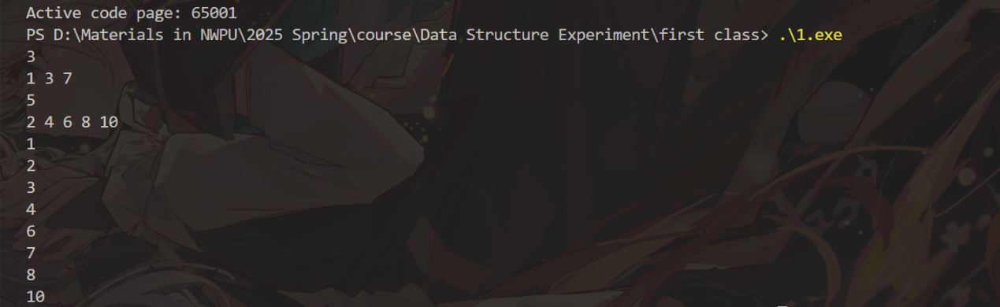 Active code page: 65001
PS D:\Materials in NWPU\2025 Spring\course\Data Structure Experiment\first class> .\1.exe
3
1 3 7
5
2 4 6 8 10
1
2
3
4
6
7
8
10